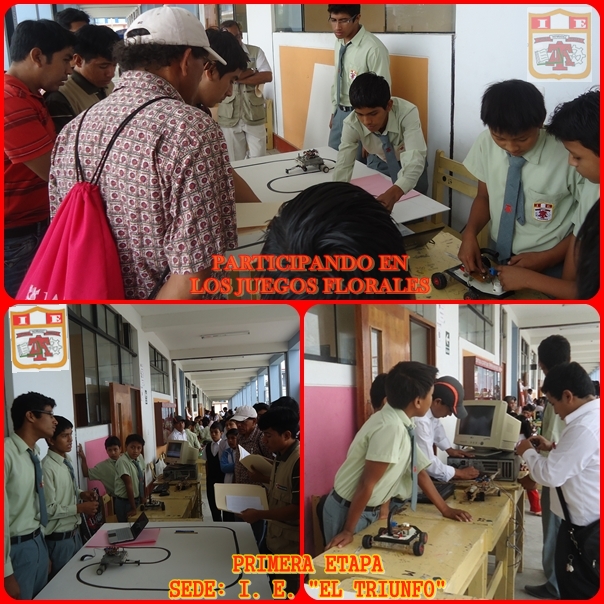 I E
PARTICIPANDO EN
LOS JUEGOS FLORALES
I E
PRIMERA ETAPA
SEDE: I. E. "EL TRIUNFO"